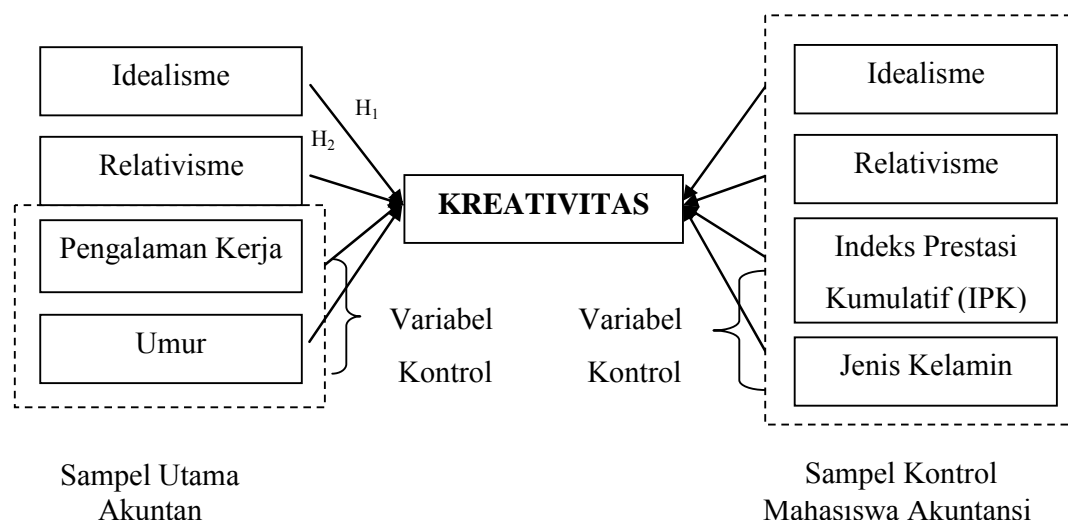 Idealisme
H1
H2
Relativisme
Pengalaman Kerja
Umur
Variabel
Kontrol
Sampel Utama
Akuntan
KREATIVITAS
Idealisme
Relativisme
Indeks Prestasi
Kumulatif (IPK)
Jenis Kelamin
Variabel
Kontrol
Sampel Kontrol
Mahasiswa Akuntansi